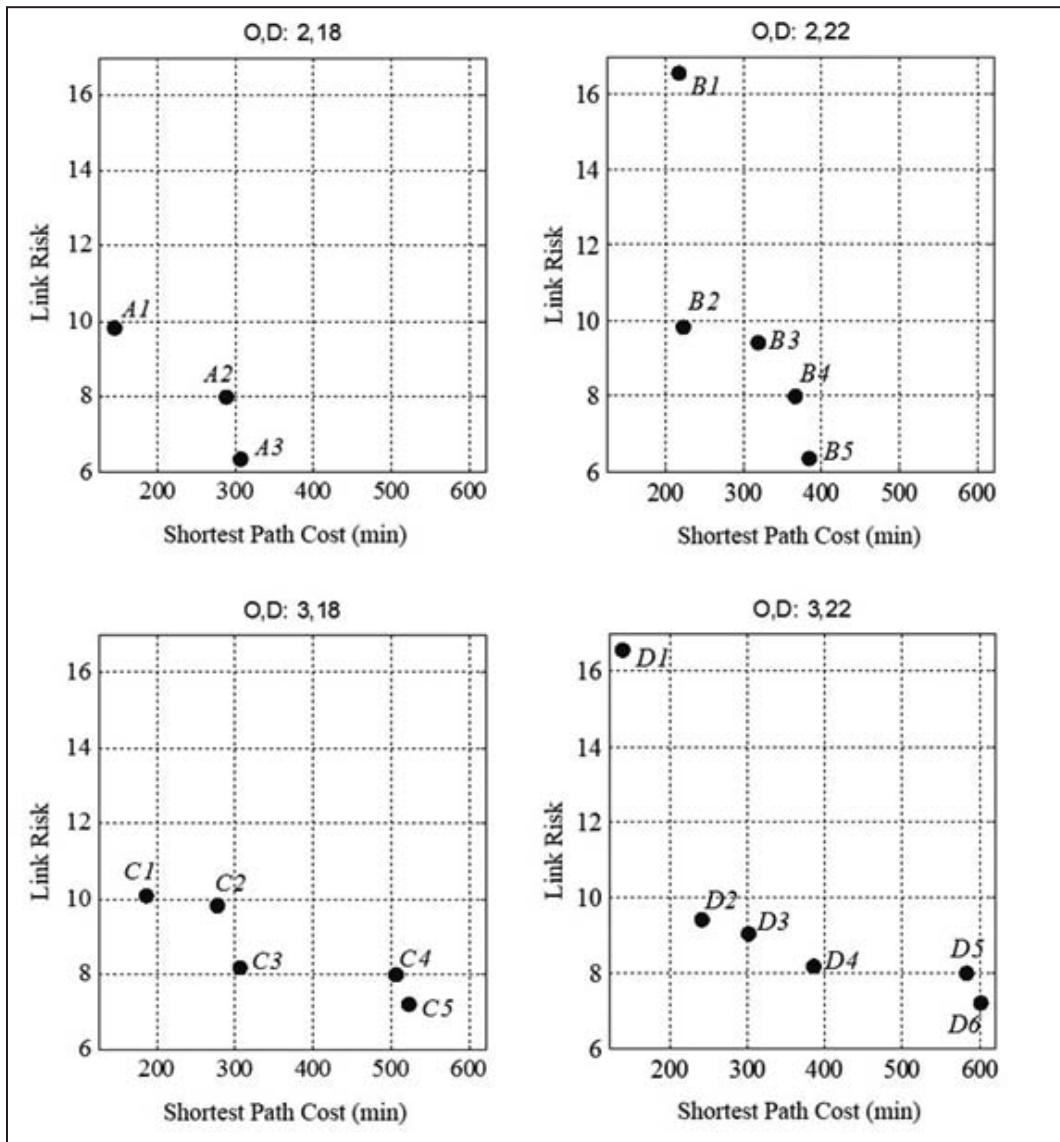 O,D: 2,18
16
14
12
10
8
6
Link Risk
A1
A2
A3
200 300 400 500 600
Shortest Path Cost (min)
O,D: 2,22
16
14
12
10
8
6
Link Risk
B1
B2
B3
B4
B5
200 300 400 500 600
Shortest Path Cost (min)
O,D: 3,18
16
14
12
10
8
6
Link Risk
C1
C2
C3
C4
C5
200 300 400 500 600
Shortest Path Cost (min)
O,D: 3,22
16
14
12
10
8
6
Link Risk
D1
D2
D3
D4
D5
D6
200 300 400 500 600
Shortest Path Cost (min)